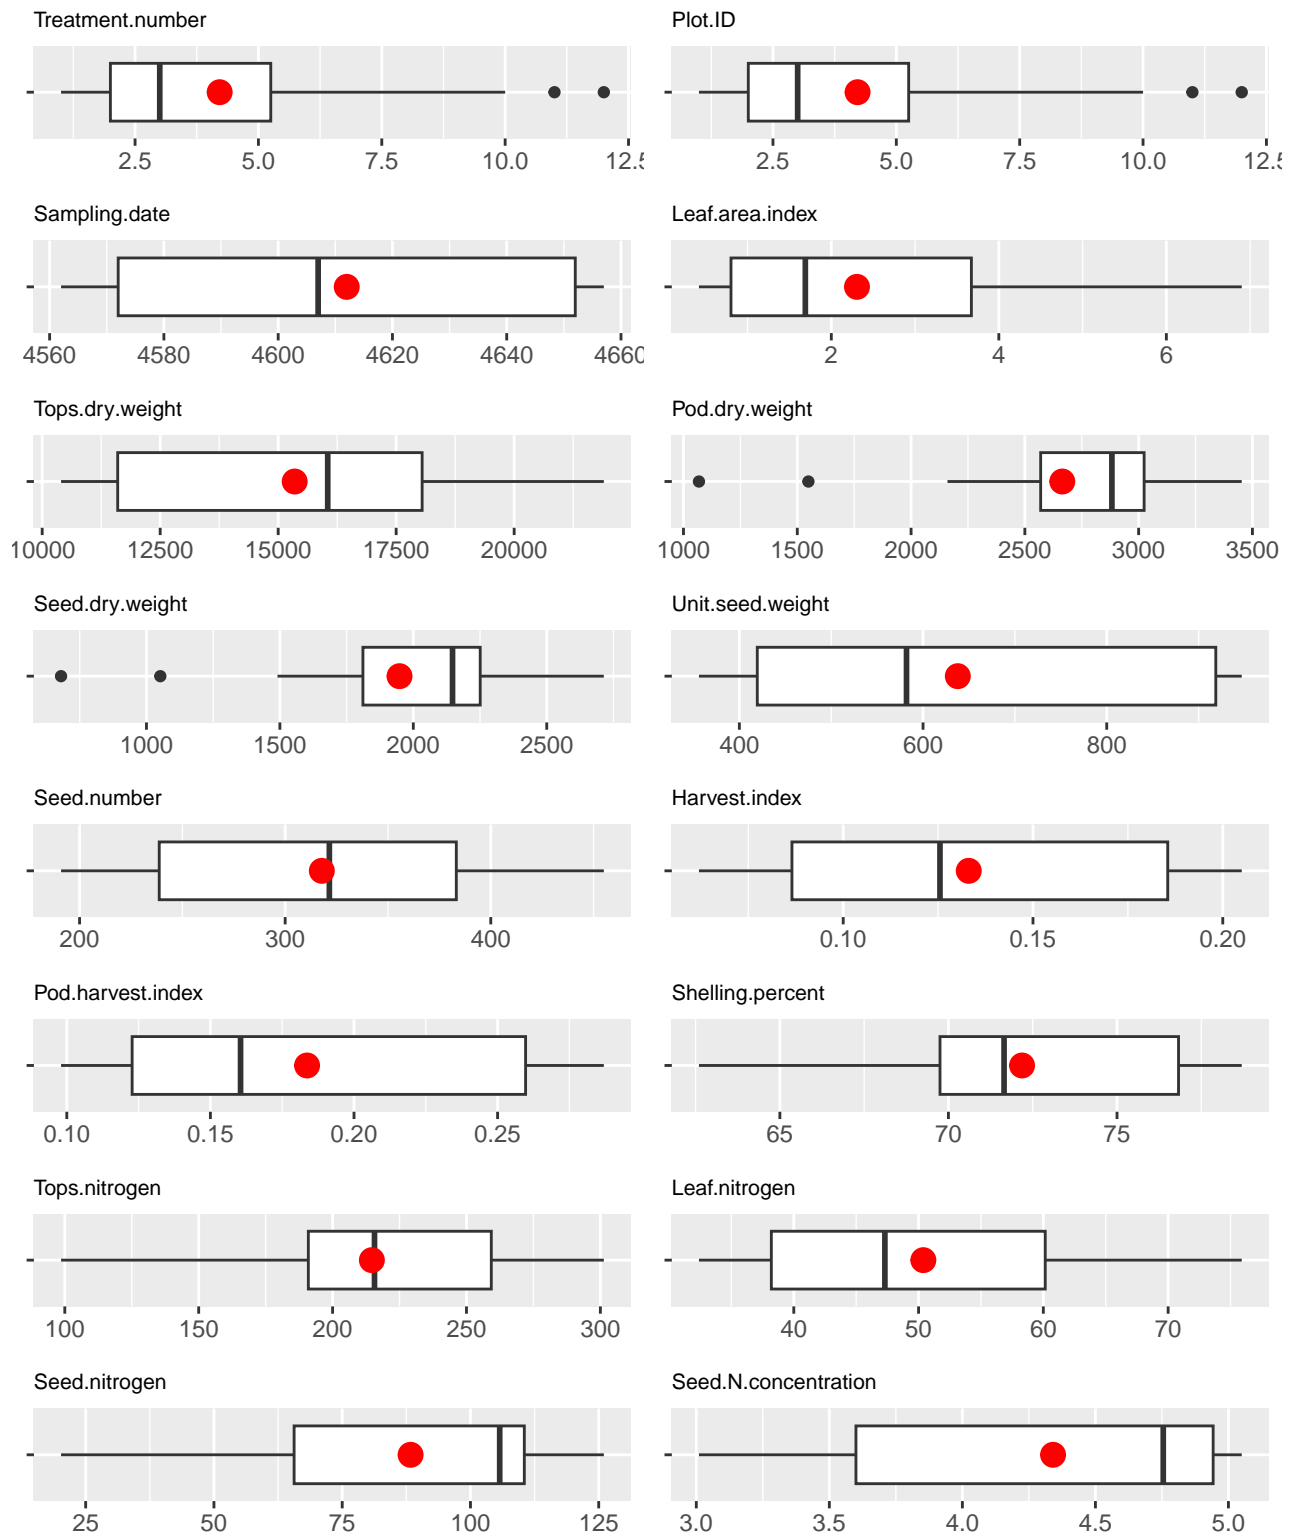 Treatment.number Plot.ID
2.5 5.0 7.5 10.0 12.5 2.5 5.0 7.5 10.0 12.5
Sampling.date Leaf.area.index
4560 4580 4600 4620 4640 4660 2 4 6
Tops.dry.weight Pod.dry.weight
10000 12500 15000 17500 20000 1000 1500 2000 2500 3000 3500
Seed.dry.weight Unit.seed.weight
1000 1500 2000 2500 400 600 800
Seed.number Harvest.index
200 300 400 0.10 0.15 0.20
Pod.harvest.index Shelling.percent
0.10 0.15 0.20 0.25 65 70 75
Tops.nitrogen Leaf.nitrogen
100 150 200 250 300 40 50 60 70
Seed.nitrogen Seed.N.concentration
25 50 75 100 125 3.0 3.5 4.0 4.5 5.0